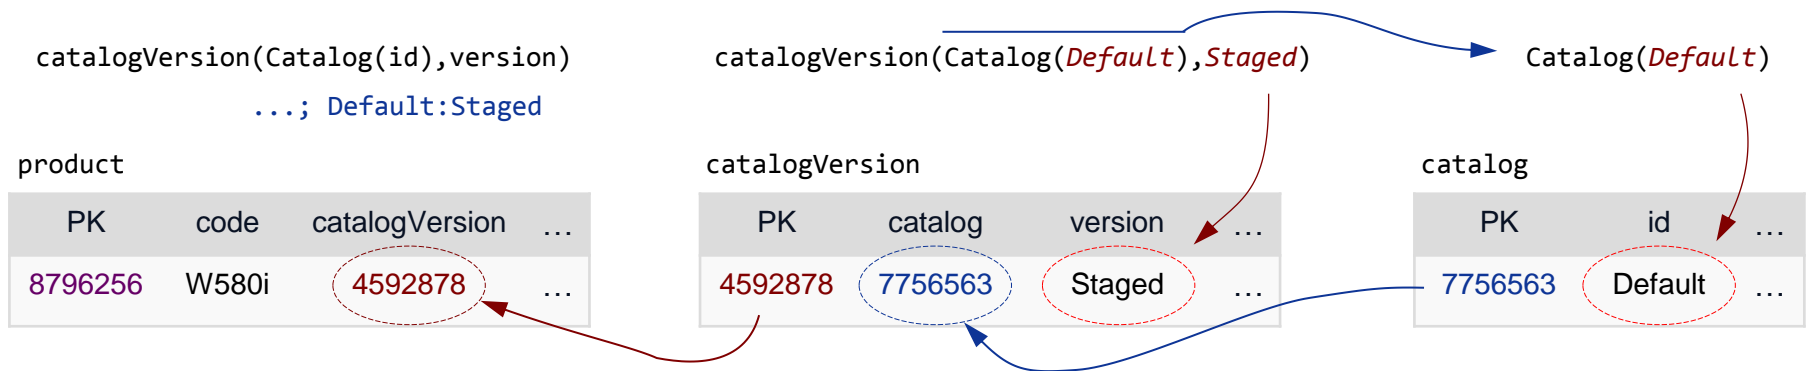 catalogVersion(Catalog(id),version)
...; Default:Staged
catalogVersion(Catalog(Default),Staged)
Catalog(Default)
product
PK code catalogVersion ...
8796256 W580i 4592878 ...
catalogVersion
PK catalog version ...
4592878 7756563 Staged ...
catalog
PK id ...
7756563 Default ...